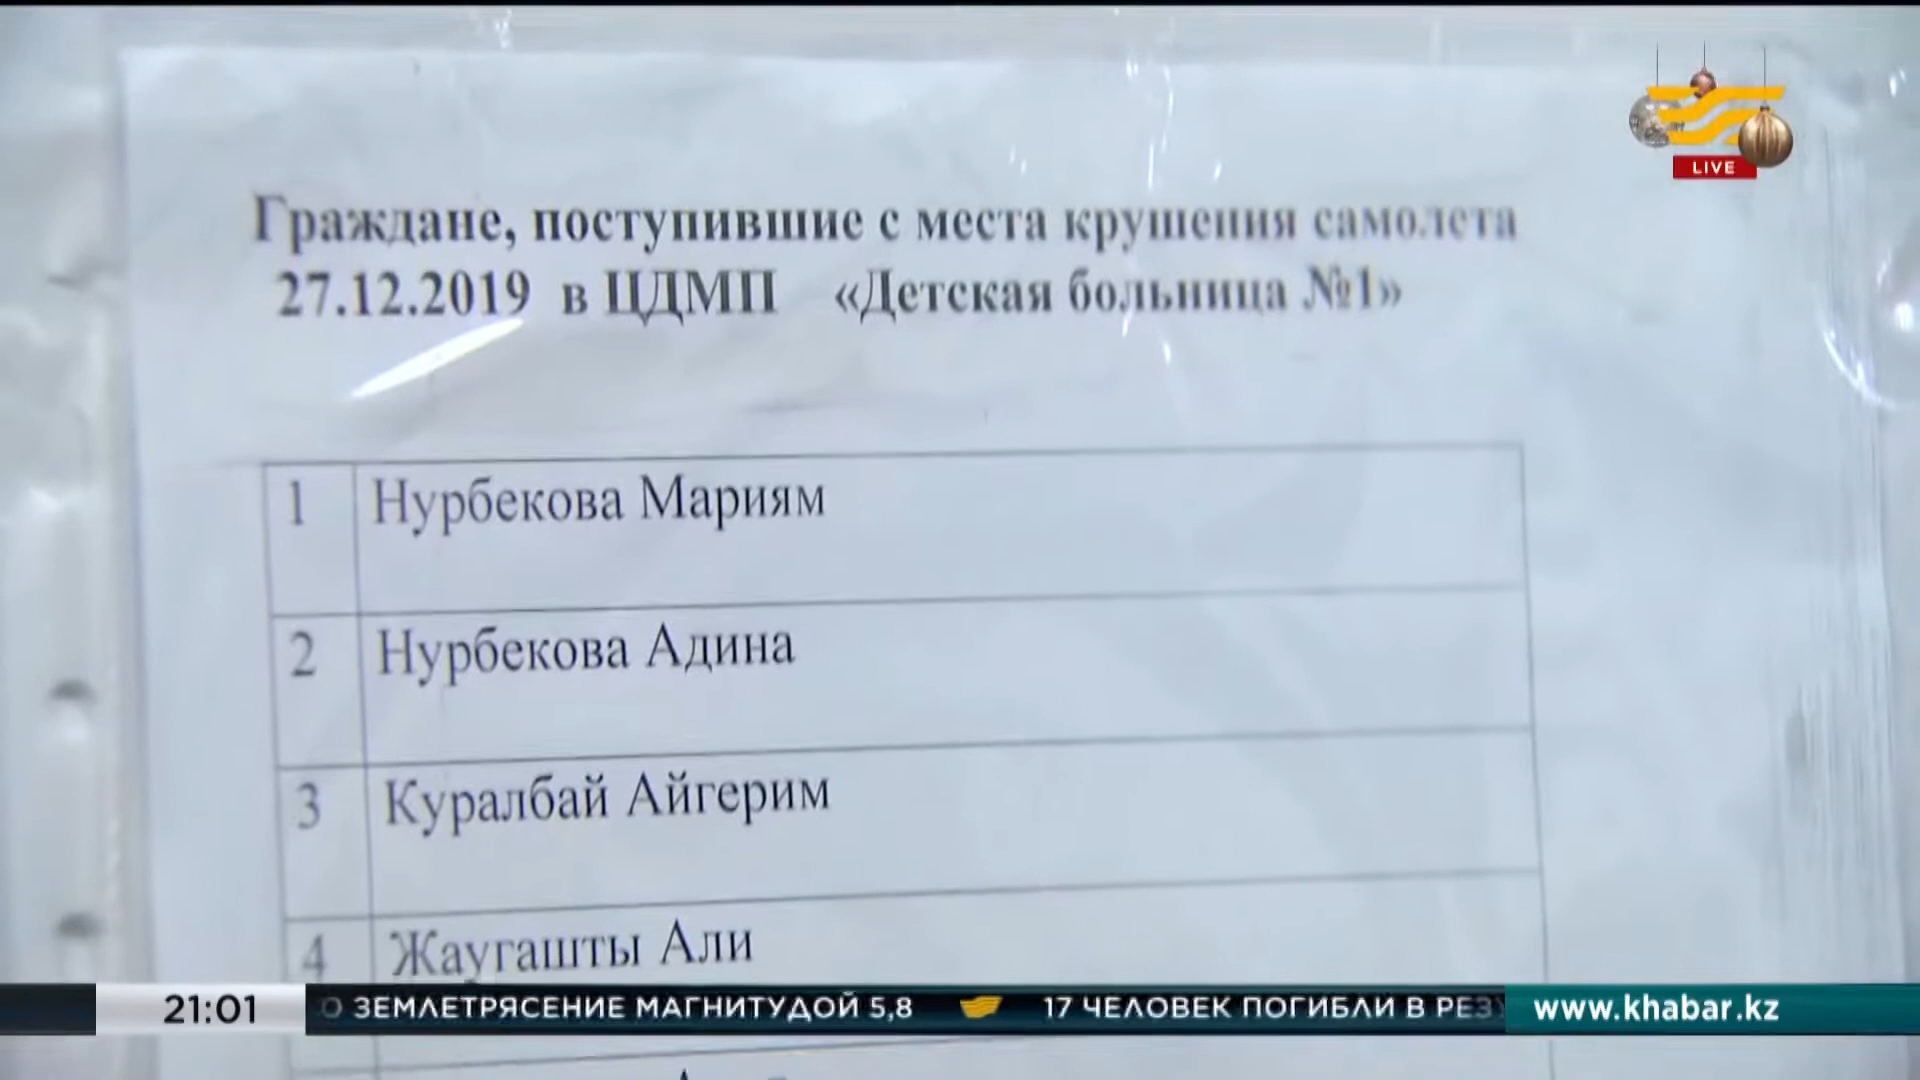 LIVE
Граждане, поступившие с места крушения самолета
27.12.2019 в ЦДМП «Детская больница №1»
1 Нурбекова Мариям
2 Нурбекова Адина
3 Куралбай Айгерим
4 Жаугашты Али
21:01 О ЗЕМЛЕТРЯСЕНИЕ МАГНИТУДОЙ 5,8 17 ЧЕЛОВЕК ПОГИБЛИ В РЕЗ www.khabar.kz